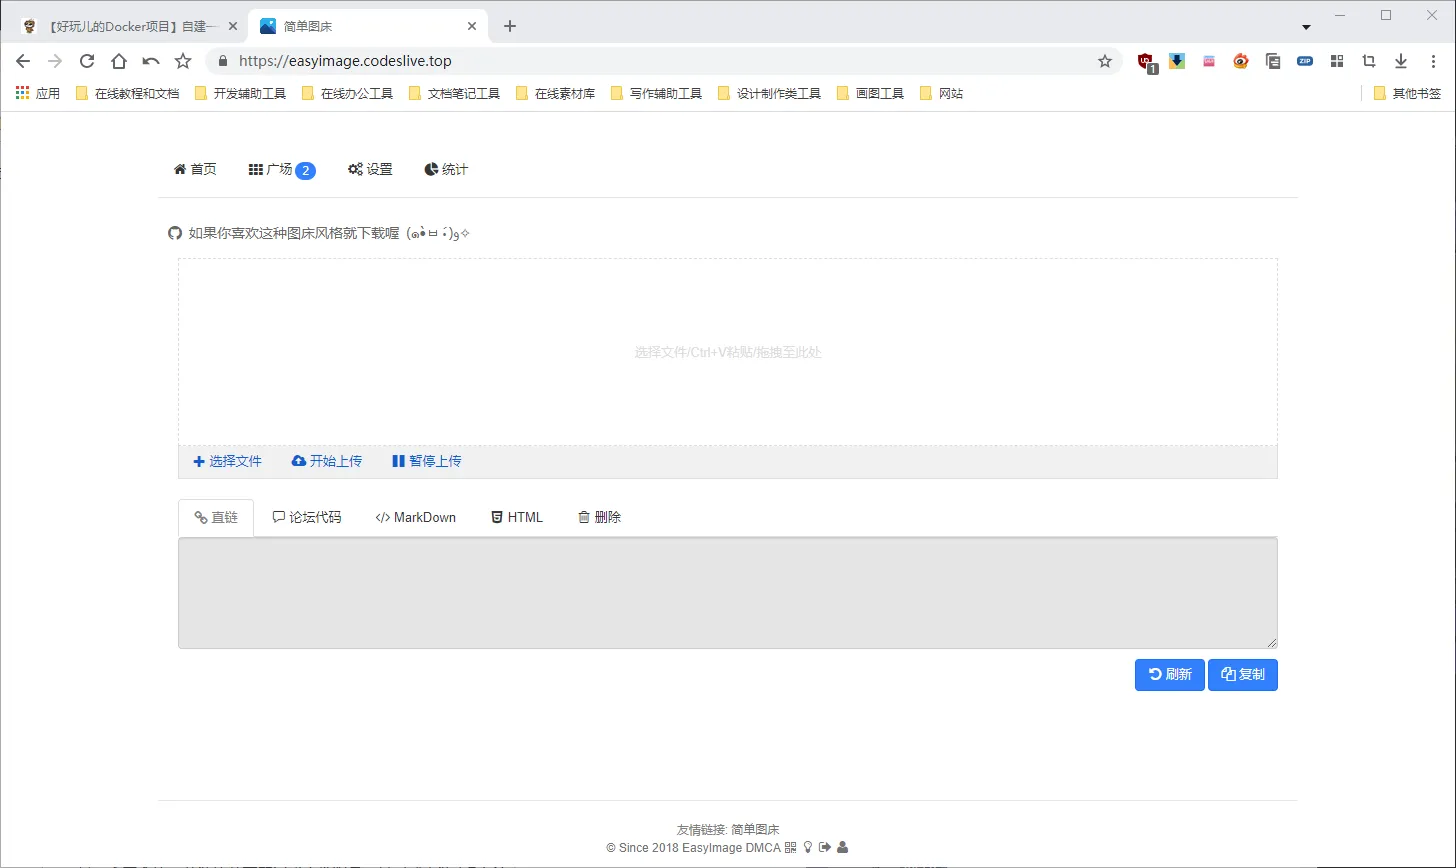 【好玩儿的Docker项目】自建一
简单图床
https://easyimage.codeslive.top
1
ZIP
应用 在线教程和文档 开发辅助工具 在线办公工具 文档笔记工具 在线素材库 写作辅助工具 设计制作类工具 画图工具 网站 其他书签
首页 广场 2 设置 统计
如果你喜欢这种图床风格就下载喔 (๑•̀ㅂ•́)و✧
选择文件/Ctrl+V粘贴/拖拽至此处
选择文件 开始上传 暂停上传
直链 论坛代码 </> MarkDown HTML 删除
刷新 复制
友情链接: 简单图床
© Since 2018 EasyImage DMCA